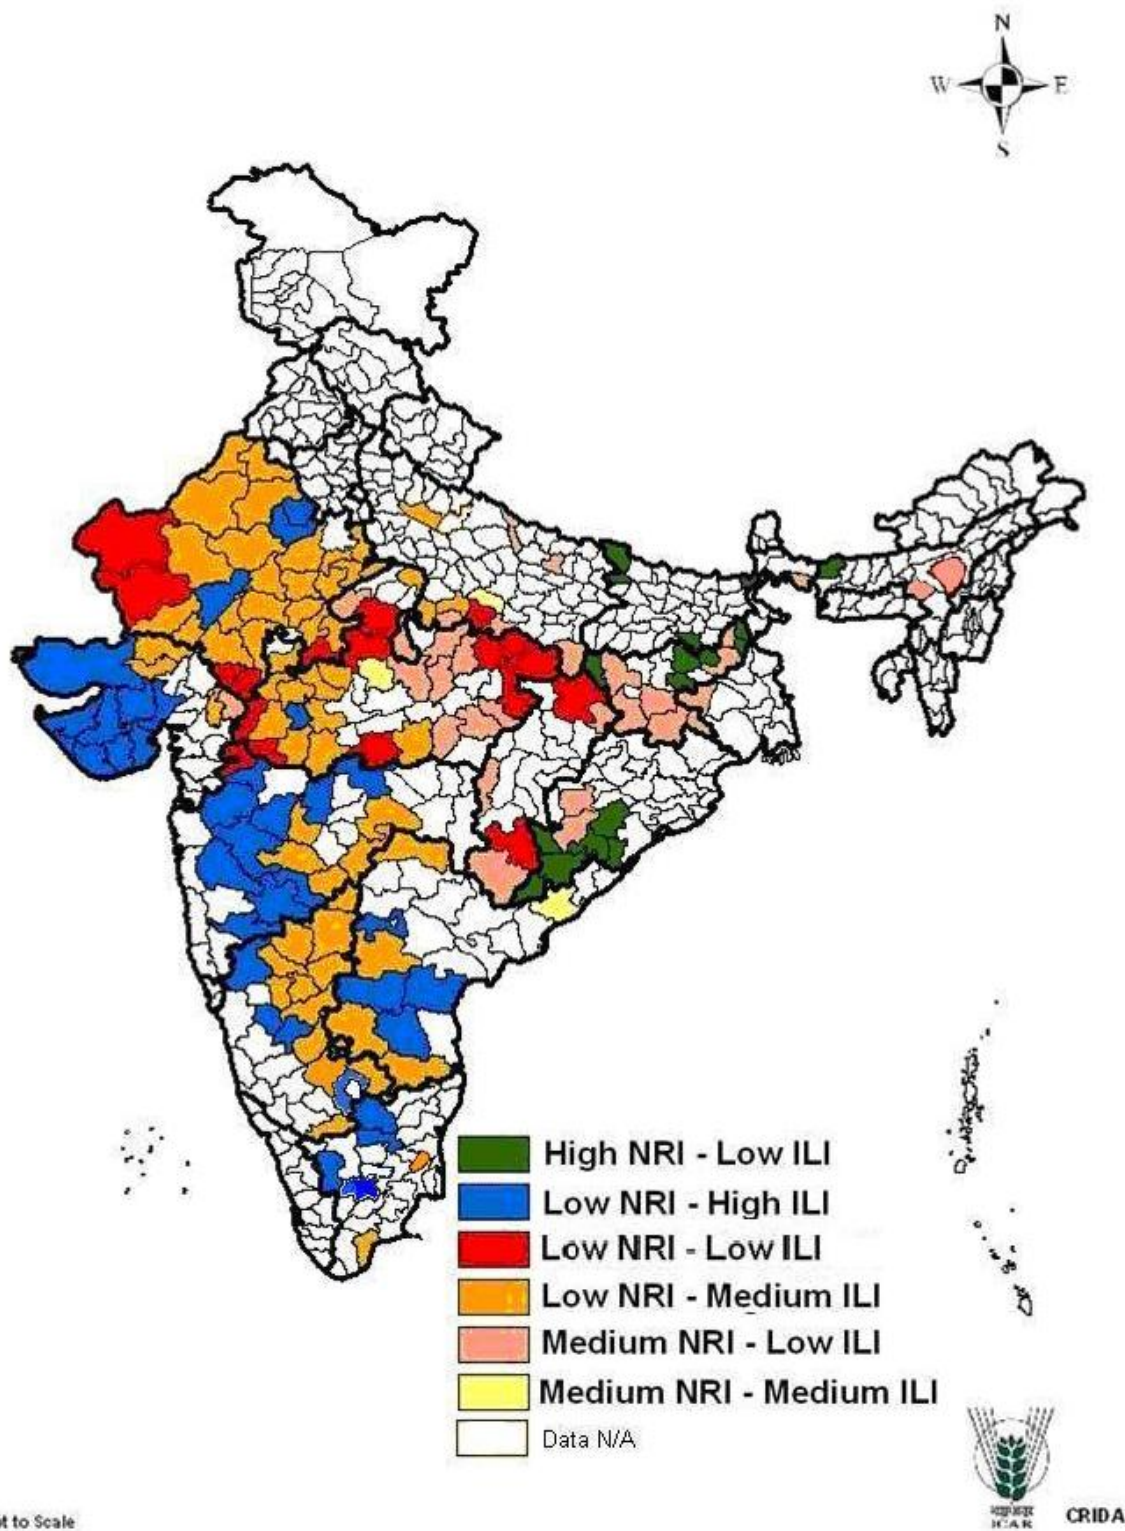 N
W E
S
High NRI - Low ILI
Low NRI - High ILI
Low NRI - Low ILI
Low NRI - Medium ILI
Medium NRI - Low ILI
Medium NRI - Medium ILI
Data N/A
ICAR
CRIDA
to Scale